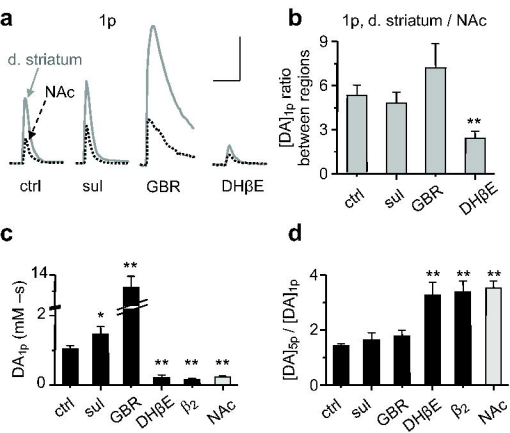 a
1p
d. striatum
NAc
ctrl
sul
GBR
DHβE
b
1p, d. striatum / NAc
[DA]1p ratio
between regions
9
6
3
0
**
ctrl
sul
GBR
DHβE
c
DA1p (mM –s)
14
2
0
*
**
**
**
**
ctrl
sul
GBR
DHβE
β2
NAc
d
[DA]5p / [DA]1p
4
2
0
**
**
**
ctrl
sul
GBR
DHβE
β2
NAc